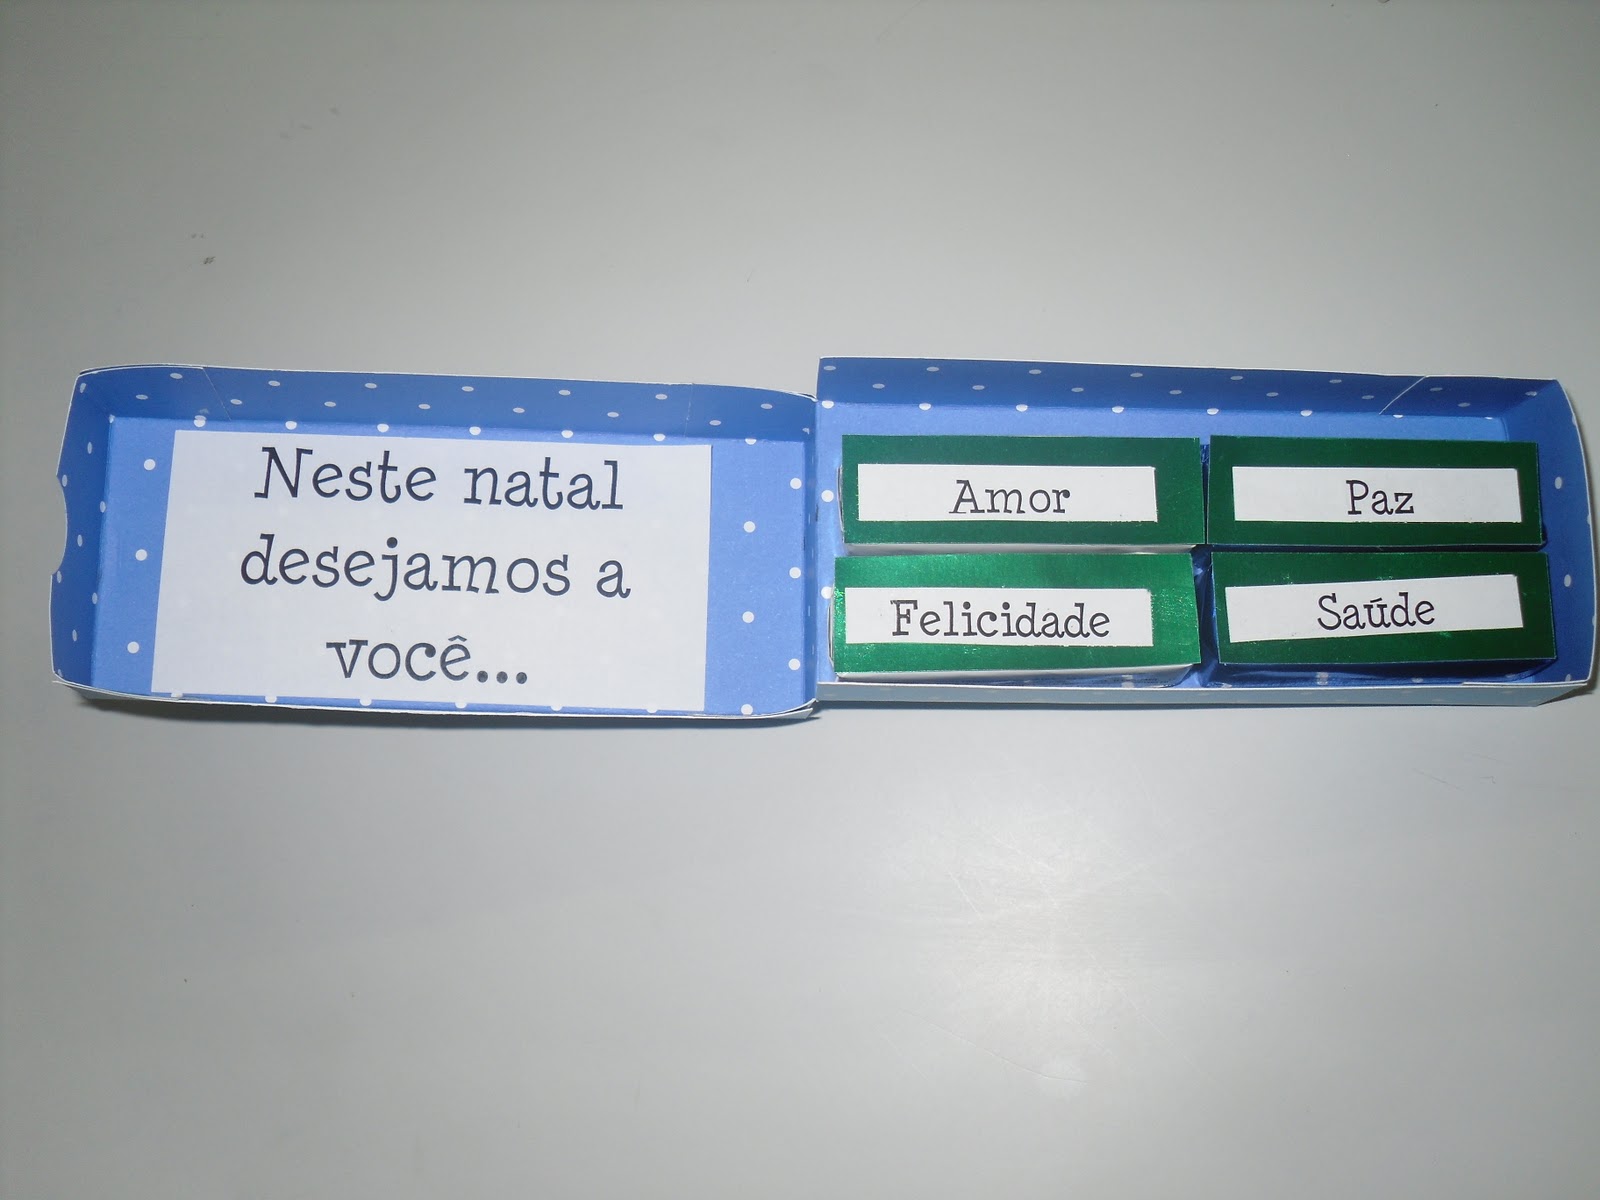 Neste natal
desejamos a
você...
Amor
Paz
Felicidade
Saúde